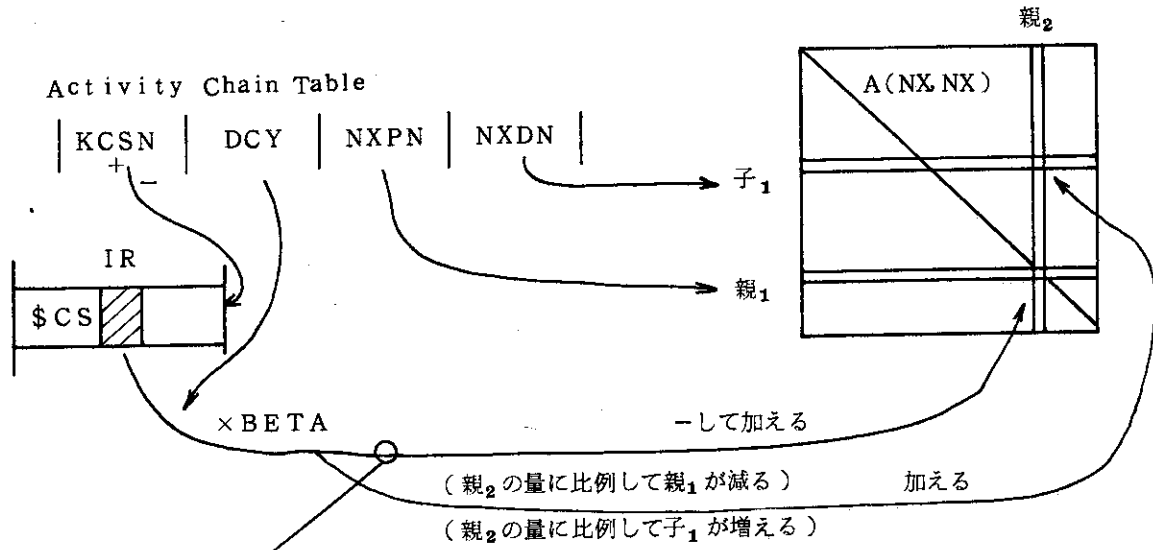 親₂
Activity Chain Table
A(NX,NX)
KCSN DCY NXPN NXDN
+ −
子₁
IR
親₁
$CS
×BETA
−して加える
(親₂の量に比例して親₁が減る) 加える
(親₂の量に比例して子₁が増える)